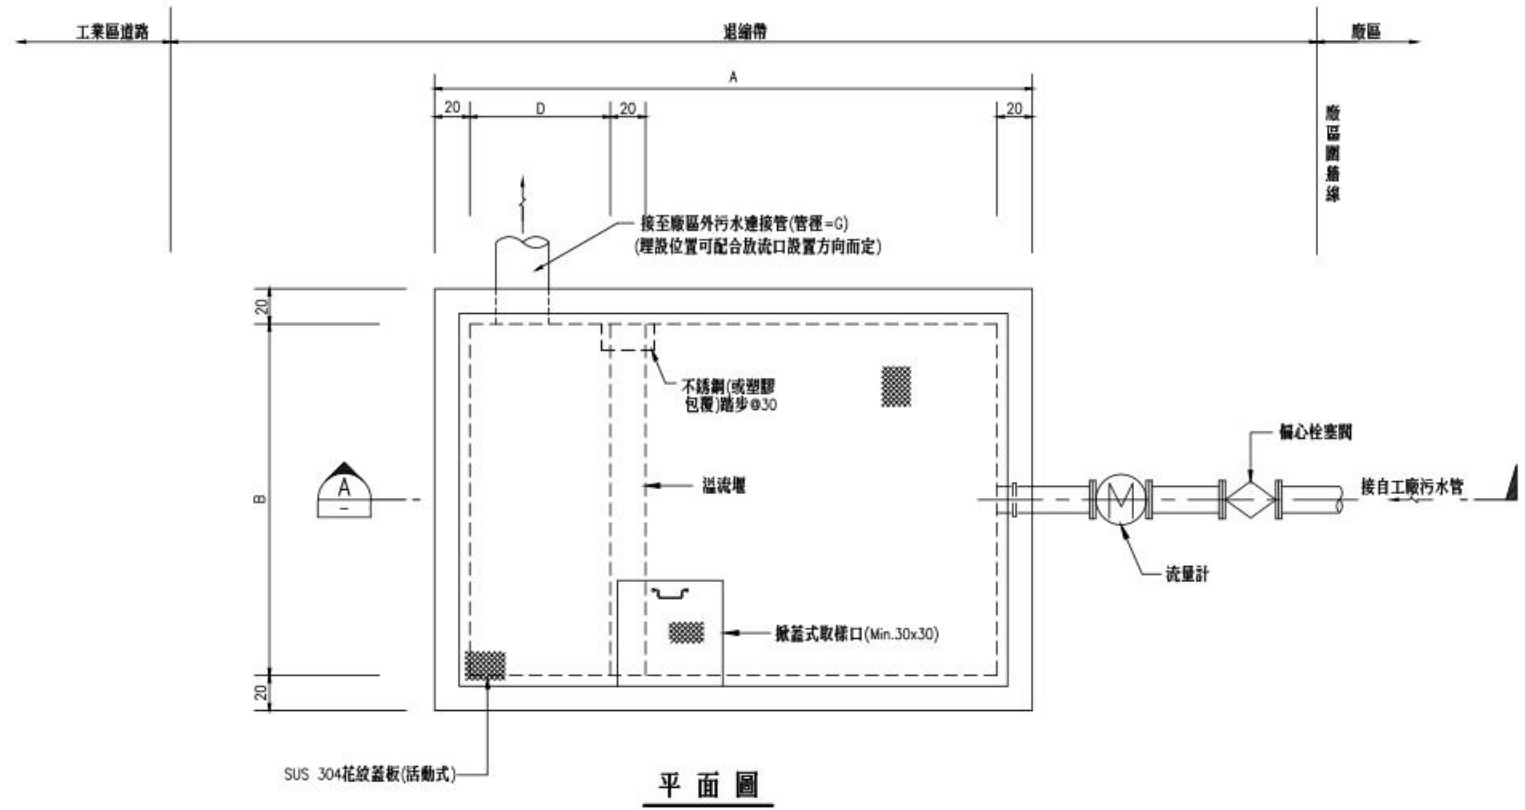 工業區道路
退縮帶
廠區
A
20
D
20
20
廠區圍牆線
接至廠區外污水連接管(管徑=G)
(埋設位置可配合放流口設置方向而定)
20
不銹鋼(或塑膠
包覆)踏步@30
偏心栓塞閥
A
-
B
溢流堰
接自工廠污水管
M
流量計
掀蓋式取樣口(Min.30x30)
20
SUS 304花紋蓋板(活動式)
平面圖